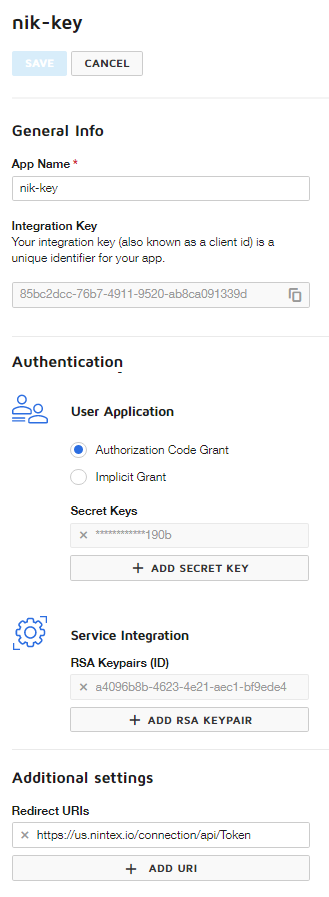 nik-key
SAVE
CANCEL
General Info
App Name *
nik-key
Integration Key
Your integration key (also known as a client id) is a
unique identifier for your app.
85bc2dcc-76b7-4911-9520-ab8ca091339d
Authentication
User Application
Authorization Code Grant
Implicit Grant
Secret Keys
× ************190b
+ ADD SECRET KEY
Service Integration
RSA Keypairs (ID)
× a4096b8b-4623-4e21-aec1-bf9ede4
+ ADD RSA KEYPAIR
Additional settings
Redirect URIs
× https://us.nintex.io/connection/api/Token
+ ADD URI